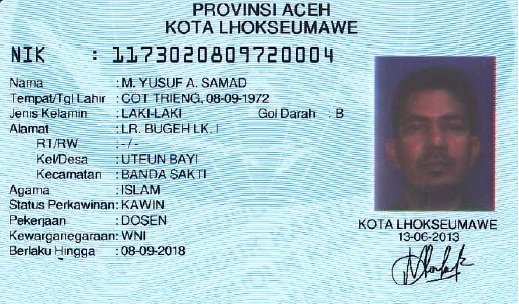 PROVINSI ACEH
KOTA LHOKSEUMAWE
NIK : 1173020809720004
Nama : M. YUSUF A. SAMAD
Tempat/Tgl Lahir : COT TRIENG, 08-09-1972
Jenis Kelamin : LAKI-LAKI Gol Darah : B
Alamat : LR. BUGEH LK. I
RT/RW : - / -
Kel/Desa : UTEUN BAYI
Kecamatan : BANDA SAKTI
Agama : ISLAM
Status Perkawinan : KAWIN
Pekerjaan : DOSEN
Kewarganegaraan : WNI
Berlaku Hingga : 08-09-2018
KOTA LHOKSEUMAWE
13-06-2013